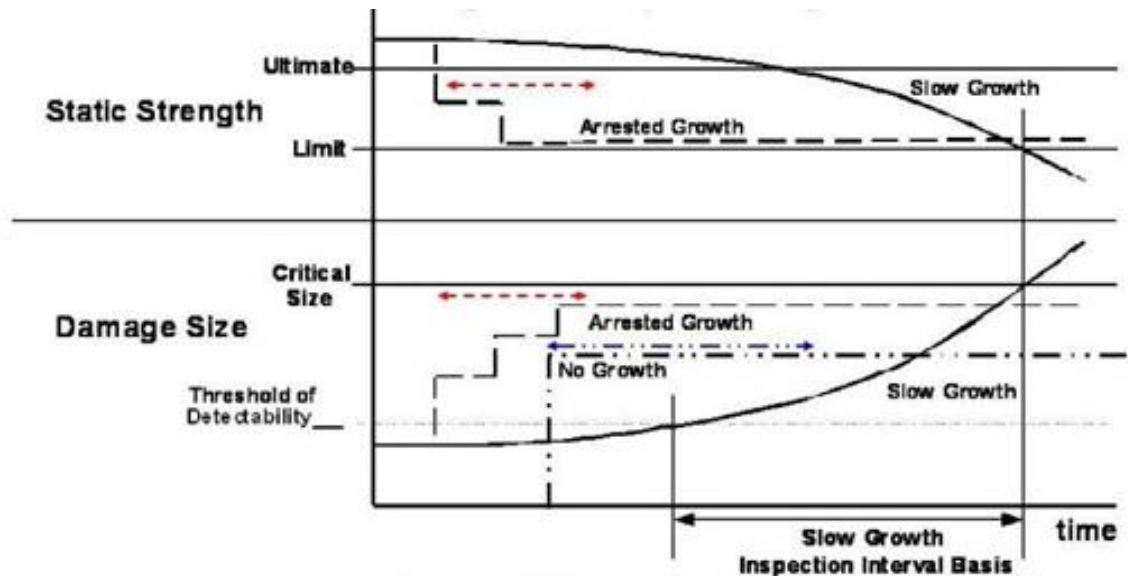 Ultimate
Slow Growth
Static Strength
Arrested Growth
Limit
Critical
Size
Damage Size
Arrested Growth
No Growth
Slow Growth
Threshold of
Detectability
time
Slow Growth
Inspection Interval Basis